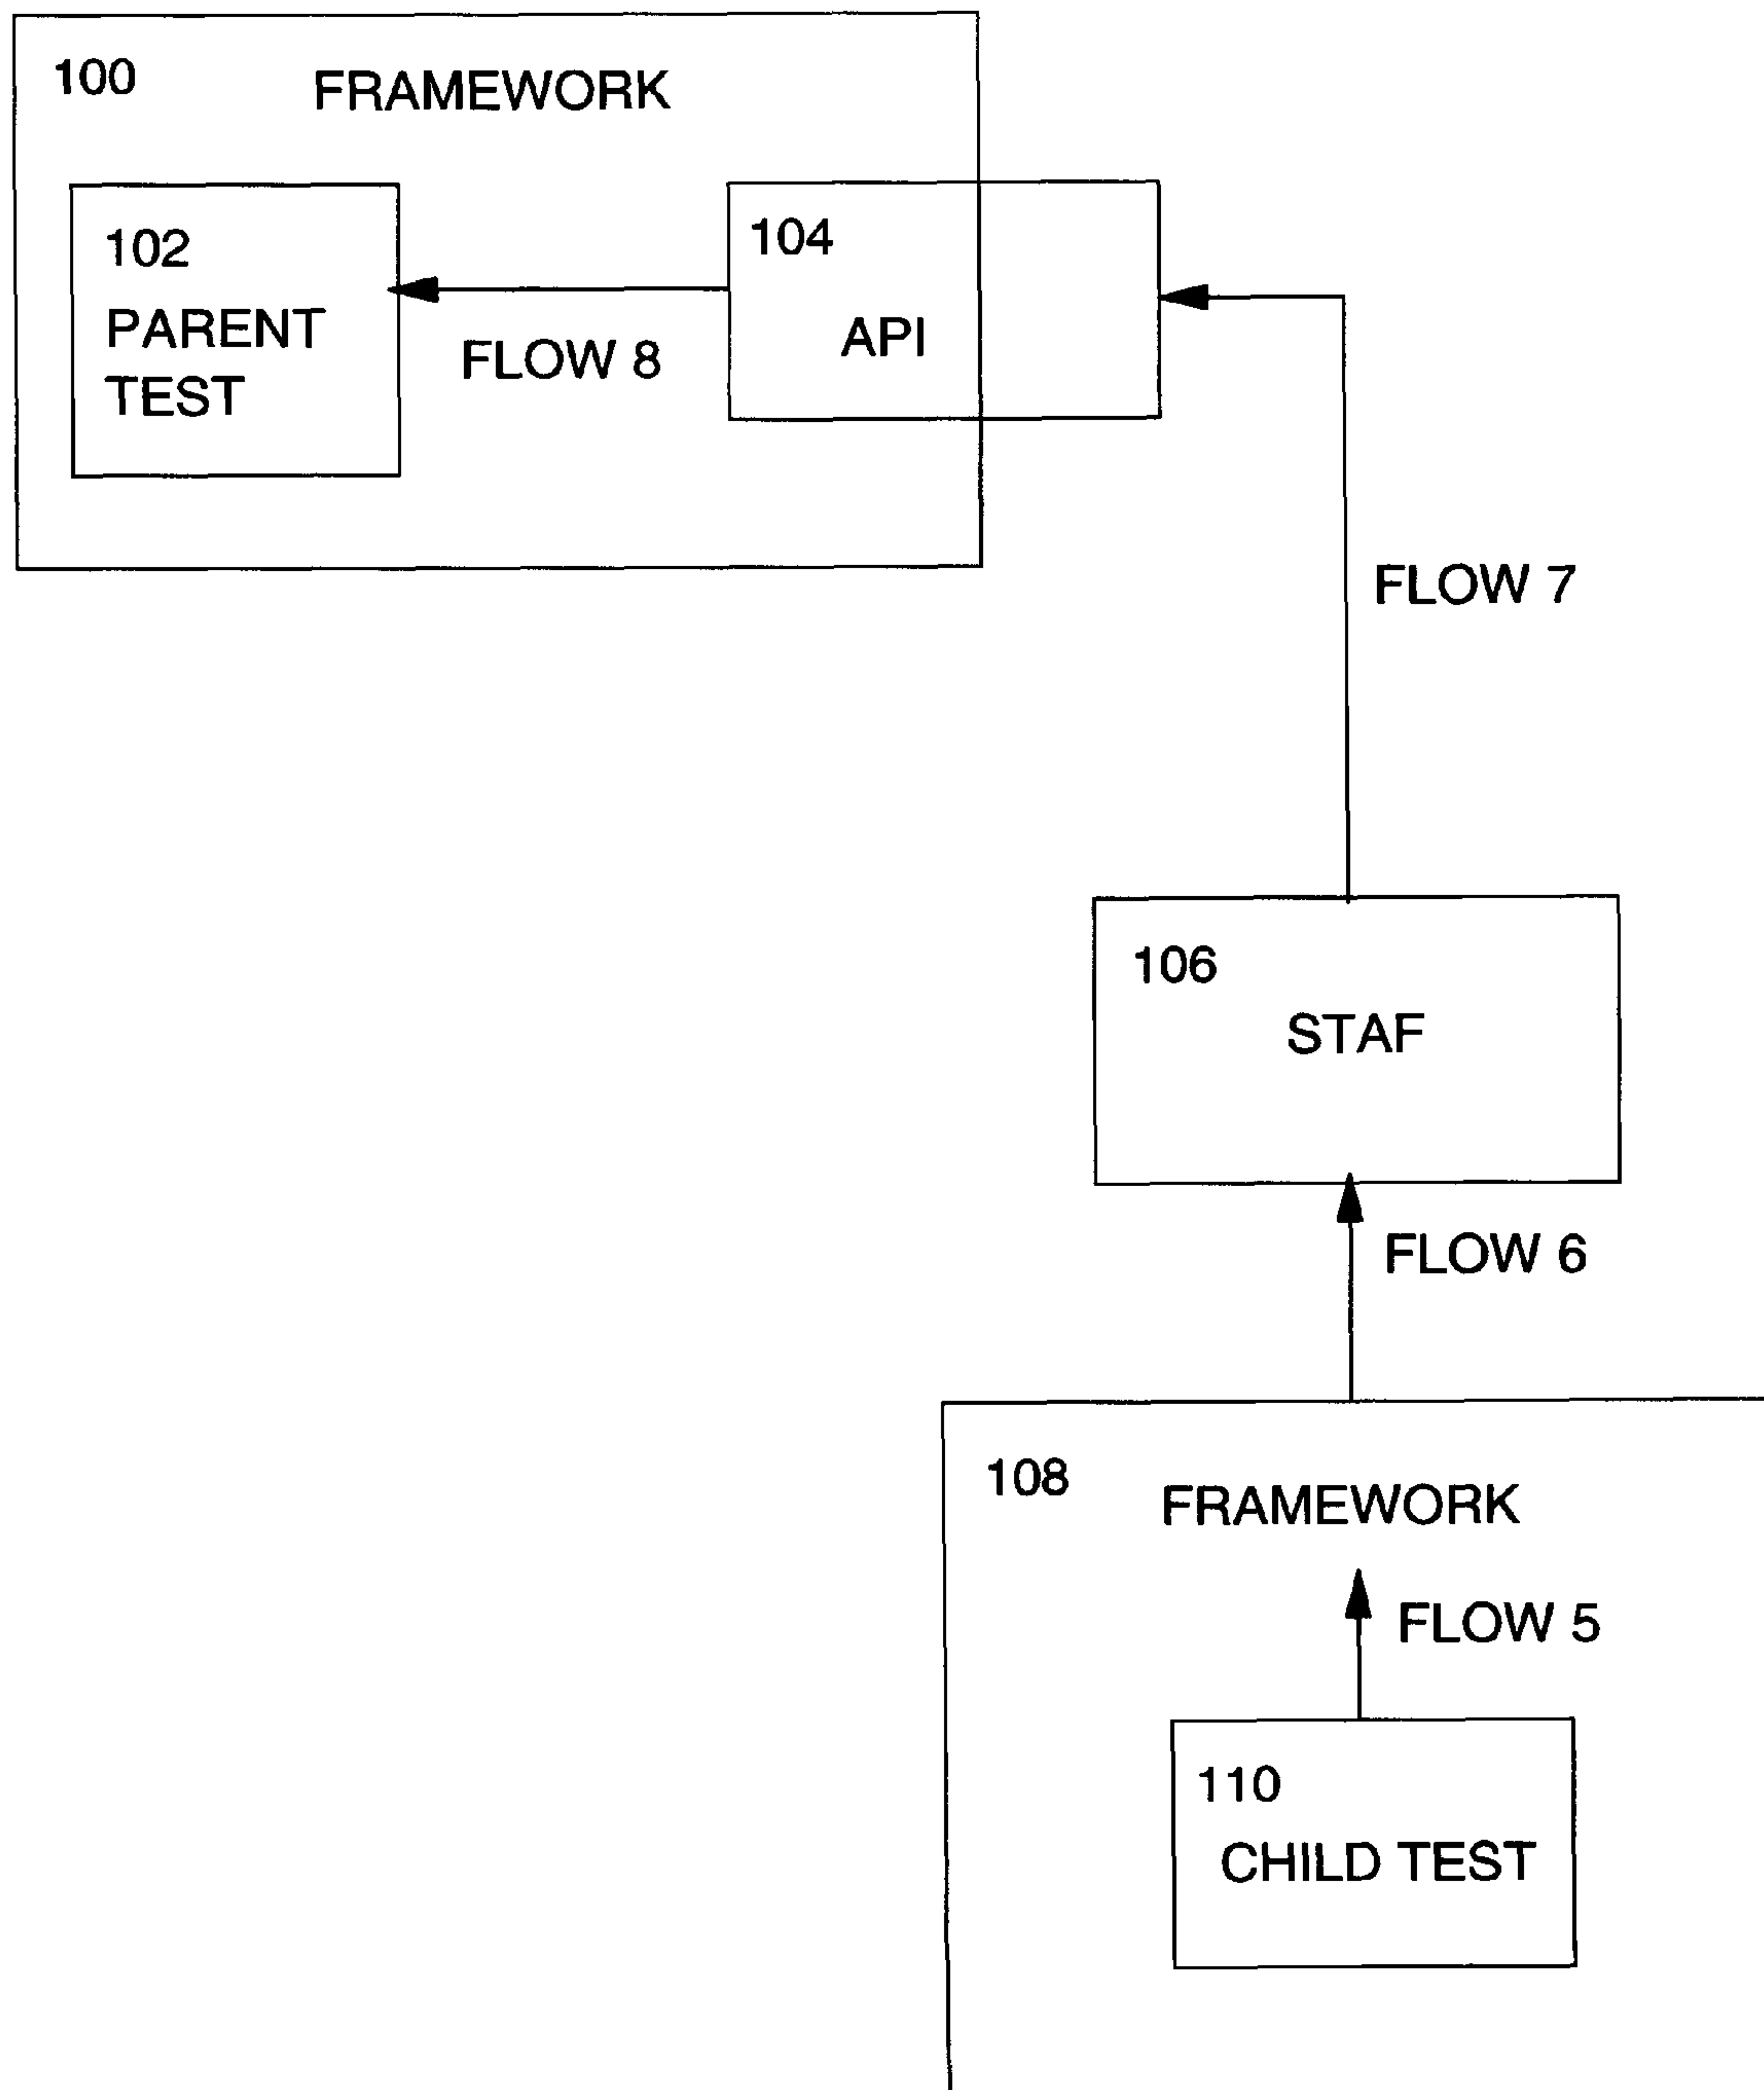 100
FRAMEWORK
102
PARENT
TEST
FLOW 8
104
API
FLOW 7
106
STAF
FLOW 6
108
FRAMEWORK
FLOW 5
110
CHILD TEST